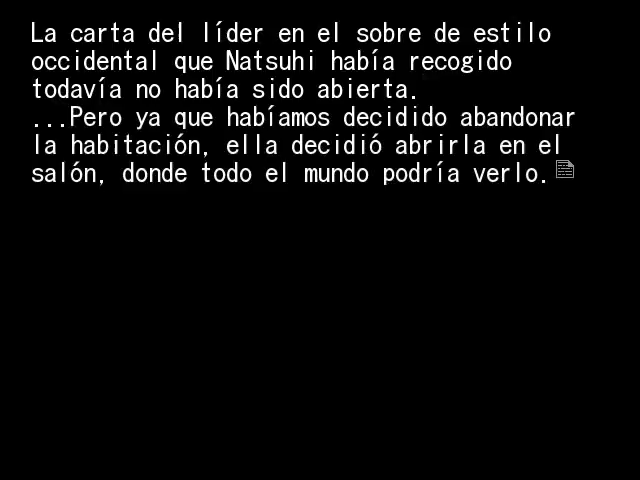 La carta del líder en el sobre de estilo
occidental que Natsuhi había recogido
todavía no había sido abierta.
...Pero ya que habíamos decidido abandonar
la habitación, ella decidió abrirla en el
salón, donde todo el mundo podría verlo.